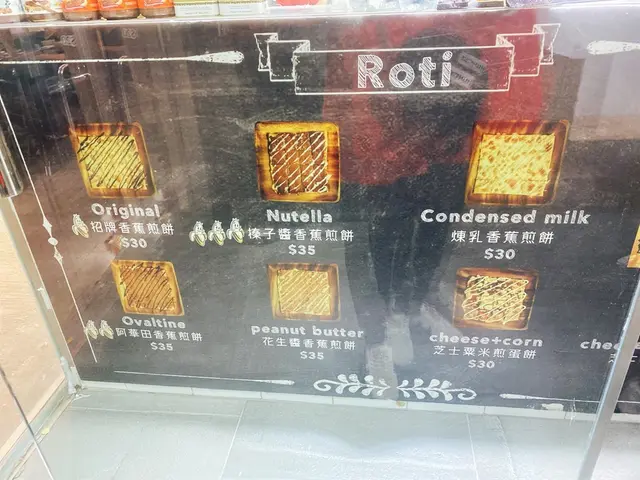 Roti
Original
招牌香蕉煎餅
$30
Nutella
榛子醬香蕉煎餅
$35
Condensed milk
煉乳香蕉煎餅
$30
Ovaltine
阿華田香蕉煎餅
$35
peanut butter
花生醬香蕉煎餅
$35
cheese+corn
芝士粟米煎蛋餅
$30